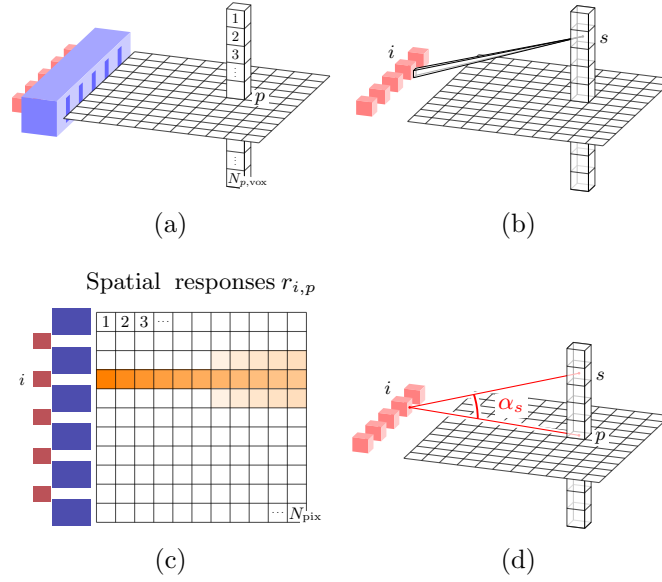 1
2
3
⋮
p
⋮
N_{p,vox}
(a)
i
s
(b)
Spatial responses r_{i,p}
1 2 3 ...
i
... N_{pix}
(c)
i
s
α_s
p
(d)